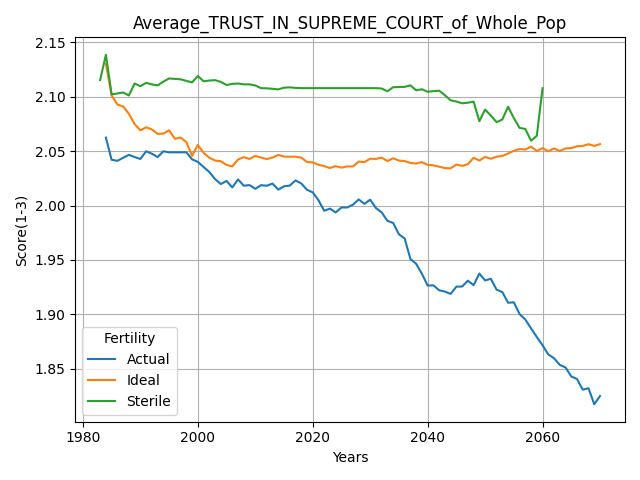 Average_TRUST_IN_SUPREME_COURT_of_Whole_Pop
2.15
2.10
2.05
2.00
1.95
1.90
1.85
Score(1-3)
Fertility
Actual
Ideal
Sterile
1980
2000
2020
2040
2060
Years